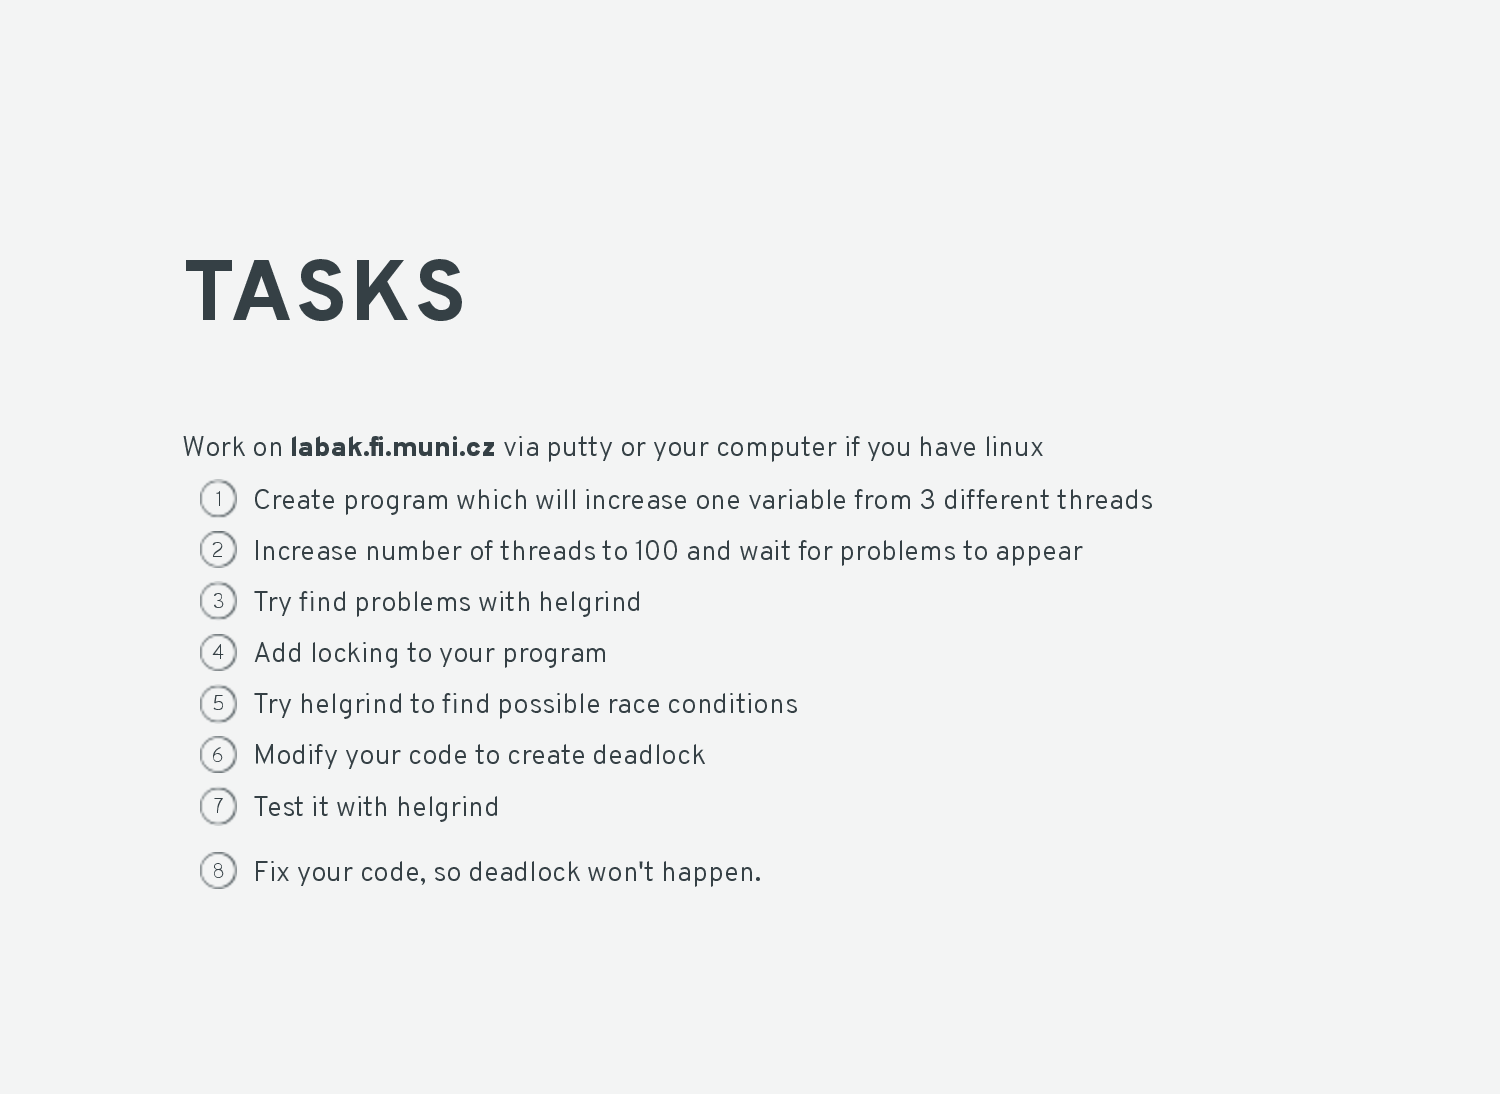 TASKS
Work on labak.fi.muni.cz via putty or your computer if you have linux
1 Create program which will increase one variable from 3 different threads
2 Increase number of threads to 100 and wait for problems to appear
3 Try find problems with helgrind
4 Add locking to your program
5 Try helgrind to find possible race conditions
6 Modify your code to create deadlock
7 Test it with helgrind
8 Fix your code, so deadlock won't happen.